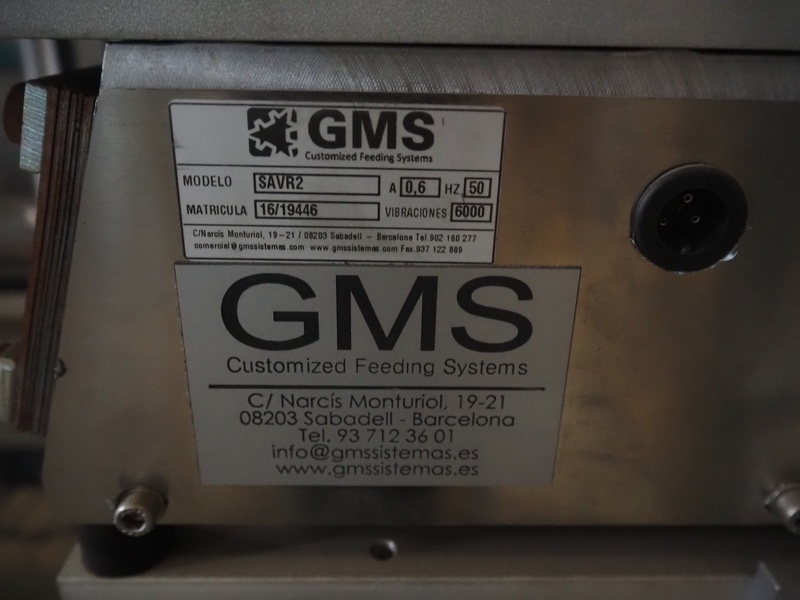 GMS
Customized Feeding Systems
MODELO SAVR2 A 0,6 HZ. 50
MATRICULA 16/19446 VIBRACIONES 6000
C/Narcís Monturiol, 19-21 / 08203 Sabadell - Barcelona Tel.902 160 277
comercial@gmssistemas.com www.gmssistemas.com Fax.937 122 889
GMS
Customized Feeding Systems
C/ Narcís Monturiol, 19-21
08203 Sabadell - Barcelona
Tel. 93 712 36 01
info@gmssistemas.es
www.gmssistemas.es